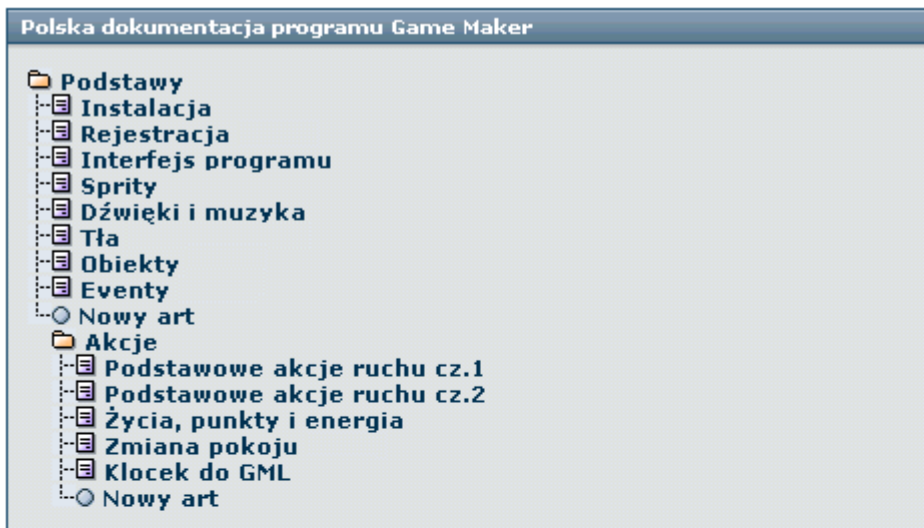 Polska dokumentacja programu Game Maker
Podstawy
Instalacja
Rejestracja
Interfejs programu
Sprity
Dźwięki i muzyka
Tła
Obiekty
Eventy
Nowy art
Akcje
Podstawowe akcje ruchu cz.1
Podstawowe akcje ruchu cz.2
Życia, punkty i energia
Zmiana pokoju
Klocek do GML
Nowy art